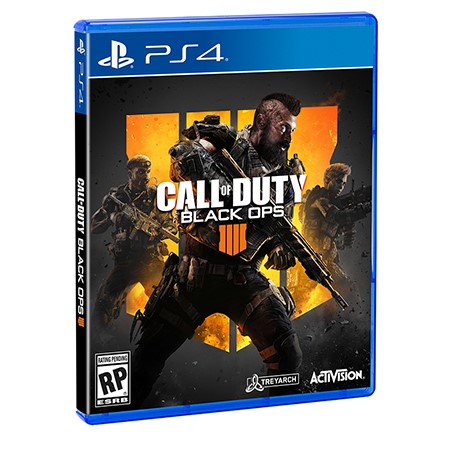 PS4
PS4
CALL OF DUTY
BLACK OPS
IIII
CALL OF DUTY BLACK OPS IIII
RATING PENDING
RP
ESRB
TREYARCH
ACTIVISION